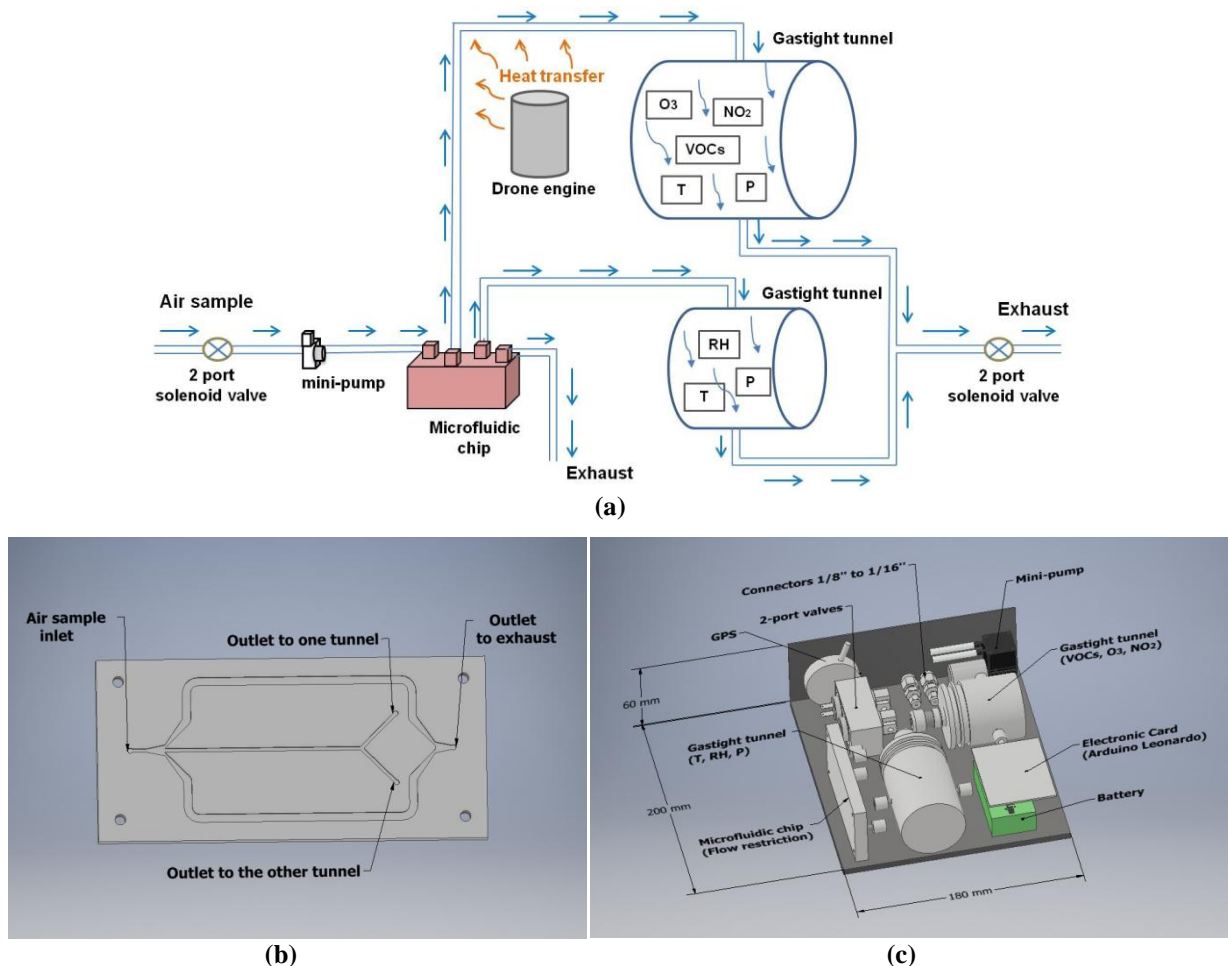 Gastight tunnel
Heat transfer
O3
NO2
VOCs
T
P
Drone engine
Air sample
Gastight tunnel
Exhaust
RH
P
T
2 port
solenoid valve
mini-pump
Microfluidic
chip
2 port
solenoid valve
Exhaust
(a)
Air sample
inlet
Outlet to one tunnel
Outlet
to exhaust
Outlet to the other tunnel
Connectors 1/8" to 1/16"
Mini-pump
2-port valves
GPS
Gastight tunnel
(VOCs, O3, NO2)
60 mm
Gastight tunnel
(T, RH, P)
Electronic Card
(Arduino Leonardo)
Battery
200 mm
Microfluidic chip
(Flow restriction)
180 mm
(b)
(c)